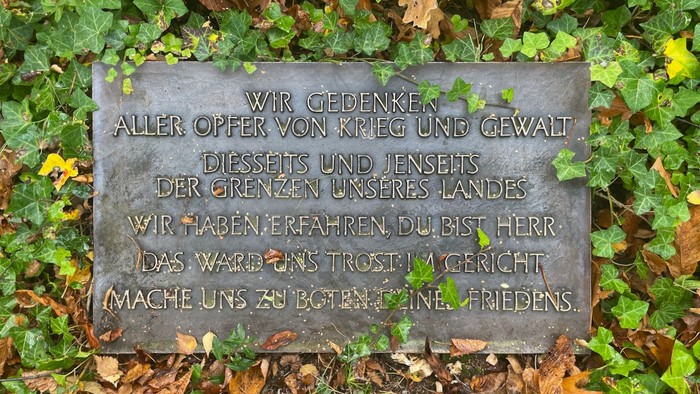 WIR GEDENKEN
ALLER OPFER VON KRIEG UND GEWALT
DIESSEITS UND JENSEITS
DER GRENZEN UNSERES LANDES
WIR HABEN ERFAHREN, DU BIST HERR
DAS WARD UNS TROST IM GERICHT
MACHE UNS ZU BOTEN DEINES FRIEDENS